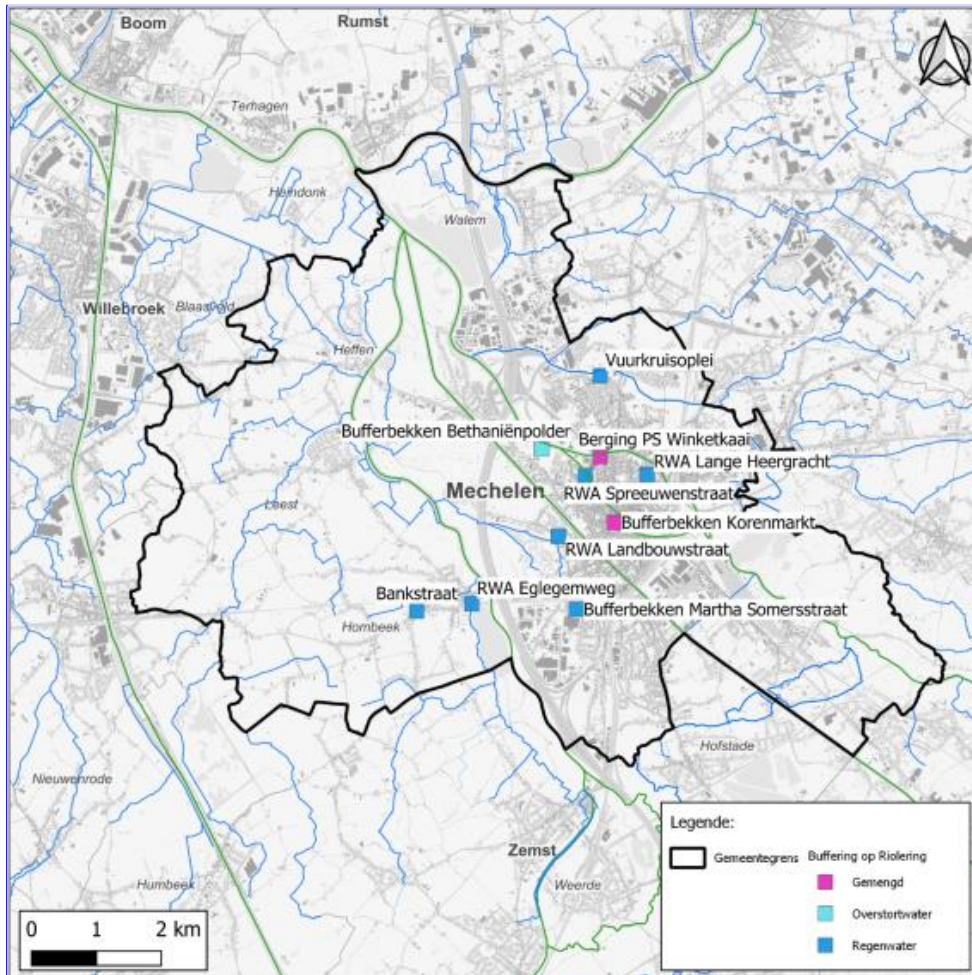 Boom
Rumst
Terhagen
Heindonk
Walem
Willebroek
Blaasveld
Heffen
Vuurkruisoplei
Bufferbekken Bethaniënpolder
Berging PS Winketkaai
RWA Lange Heergracht
Mechelen
RWA Spreeuwenstraat
Leest
Bufferbekken Korenmarkt
RWA Landbouwstraat
Bankstraat
RWA Eglegemweg
Bufferbekken Martha Somersstraat
Hombeek
Hofstade
Nieuwenrode
Zemst
Weerde
Humbeek
Legende:
Gemeentegrens
Buffering op Riolering
Gemengd
Overstortwater
Regenwater
0 1 2 km